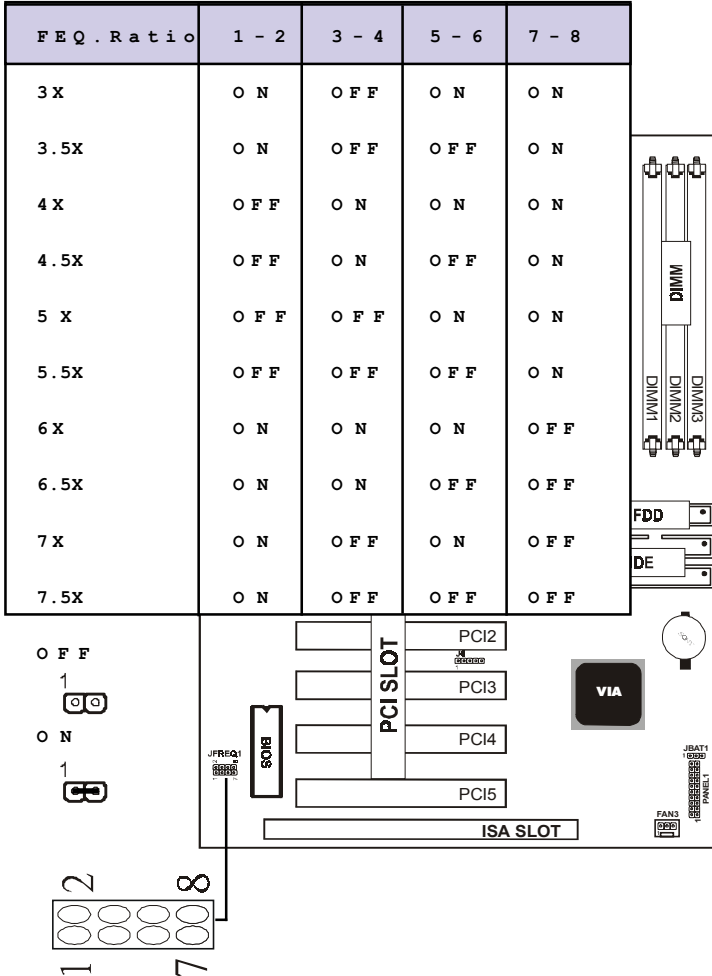 FEQ.Ratio 1-2 3-4 5-6 7-8
3X ON OFF ON ON
3.5X ON OFF OFF ON
4X OFF ON ON ON
4.5X OFF ON OFF ON
5X OFF OFF ON ON
5.5X OFF OFF OFF ON
6X ON ON ON OFF
6.5X ON ON OFF OFF
7X ON OFF ON OFF
7.5X ON OFF OFF OFF
DIMM
DIMM1
DIMM2
DIMM3
FDD
DE
OFF
1
ON
1
PCI SLOT
PCI2
PCI3
PCI4
PCI5
ISA SLOT
BIOS
JFREQ1
VIA
JBAT1
PANEL1
FAN3
2 8
1 7